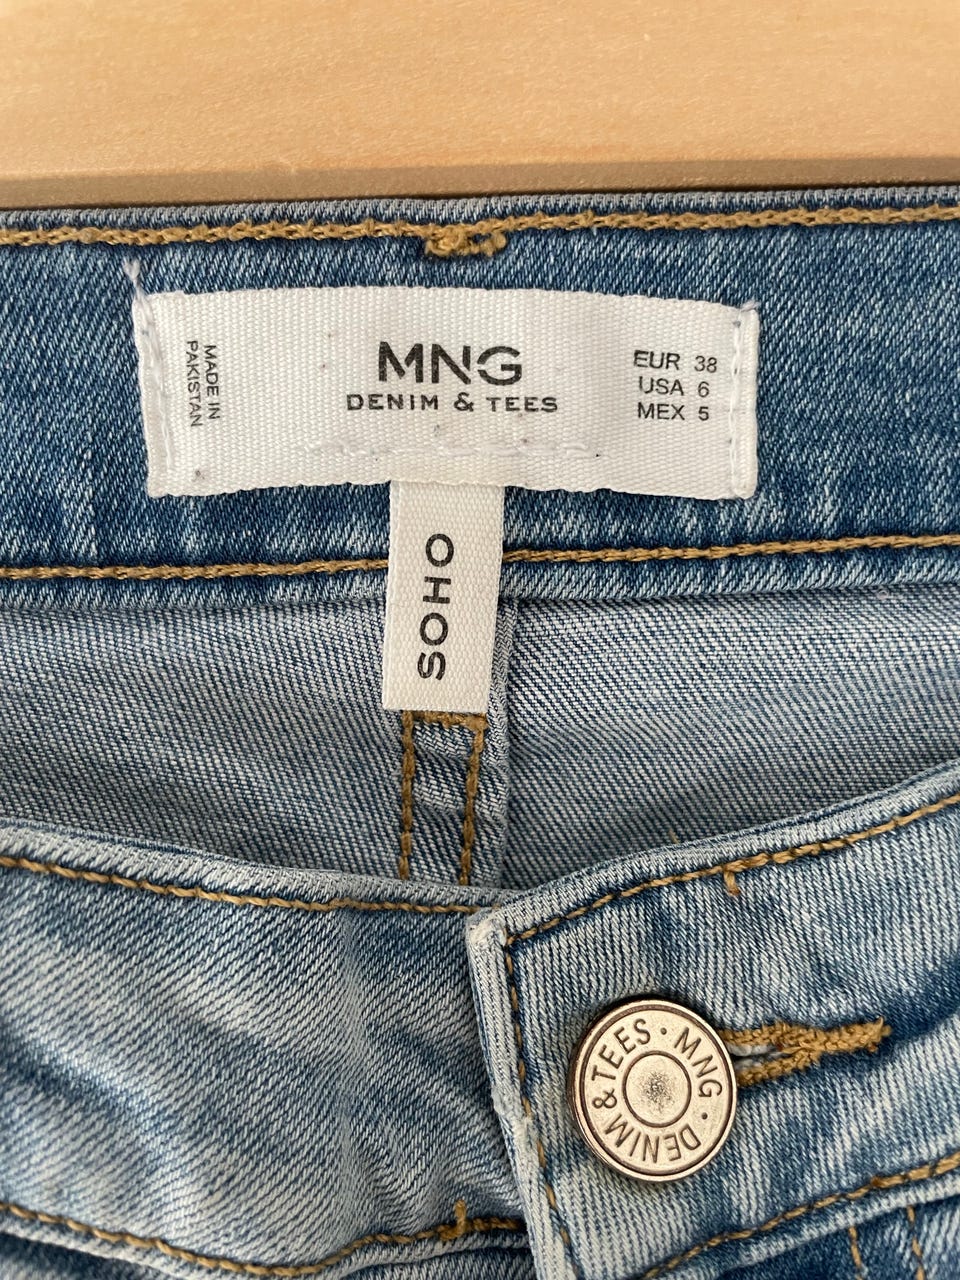 MADE IN
PAKISTAN
MNG
DENIM & TEES
EUR 38
USA 6
MEX 5
SOHO
MNG · DENIM & TEES ·